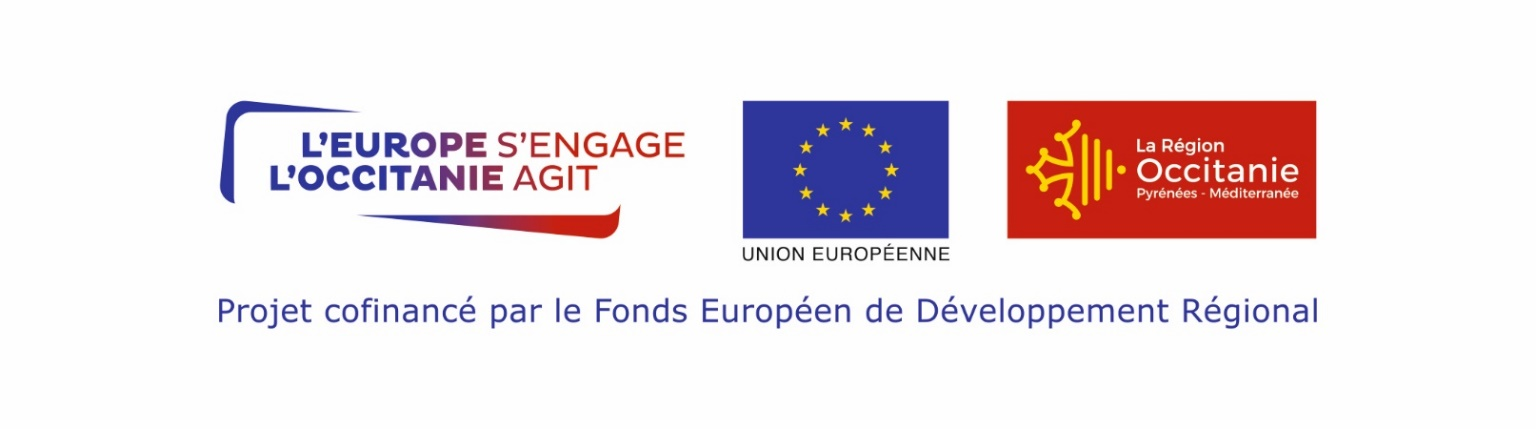 L'EUROPE S'ENGAGE
L'OCCITANIE AGIT
UNION EUROPÉENNE
La Région
Occitanie
Pyrénées - Méditerranée
Projet cofinancé par le Fonds Européen de Développement Régional